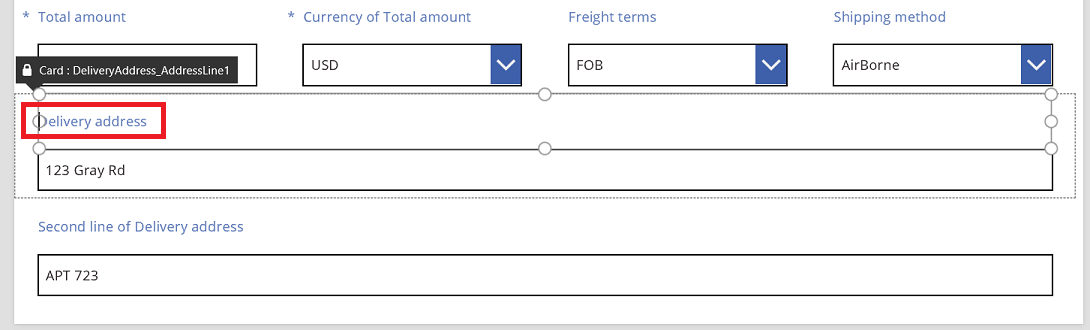 * Total amount
* Currency of Total amount
Freight terms
Shipping method
Card : DeliveryAddress_AddressLine1
USD
FOB
AirBorne
Delivery address
123 Gray Rd
Second line of Delivery address
APT 723